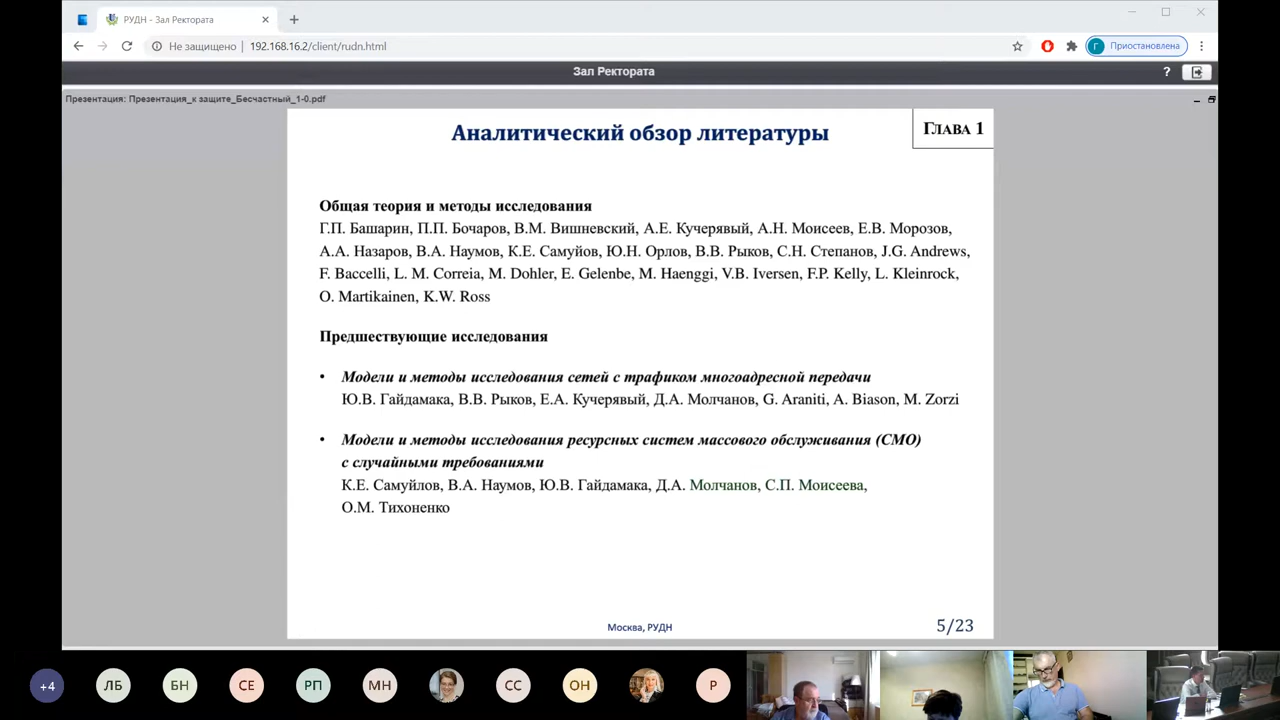 РУДН - Зал Ректората
Не защищено
192.168.16.2/client/rudn.html
Г
Приостановлена
Зал Ректората
?
Презентация: Презентация_к защите_Бесчастный_1-0.pdf
Аналитический обзор литературы
Глава 1
Общая теория и методы исследования
Г.П. Башарин, П.П. Бочаров, В.М. Вишневский, А.Е. Кучерявый, А.Н. Моисеев, Е.В. Морозов,
А.А. Назаров, В.А. Наумов, К.Е. Самуйов, Ю.Н. Орлов, В.В. Рыков, С.Н. Степанов, J.G. Andrews,
F. Baccelli, L. M. Correia, M. Dohler, E. Gelenbe, M. Haenggi, V.B. Iversen, F.P. Kelly, L. Kleinrock,
O. Martikainen, K.W. Ross
Предшествующие исследования
• Модели и методы исследования сетей с трафиком многоадресной передачи
Ю.В. Гайдамака, В.В. Рыков, Е.А. Кучерявый, Д.А. Молчанов, G. Araniti, A. Biason, M. Zorzi
• Модели и методы исследования ресурсных систем массового обслуживания (СМО)
с случайными требованиями
К.Е. Самуйлов, В.А. Наумов, Ю.В. Гайдамака, Д.А. Молчанов, С.П. Моисеева,
О.М. Тихоненко
Москва, РУДН
5/23
+4
ЛБ
БН
СЕ
РП
МН
СС
ОН
Р